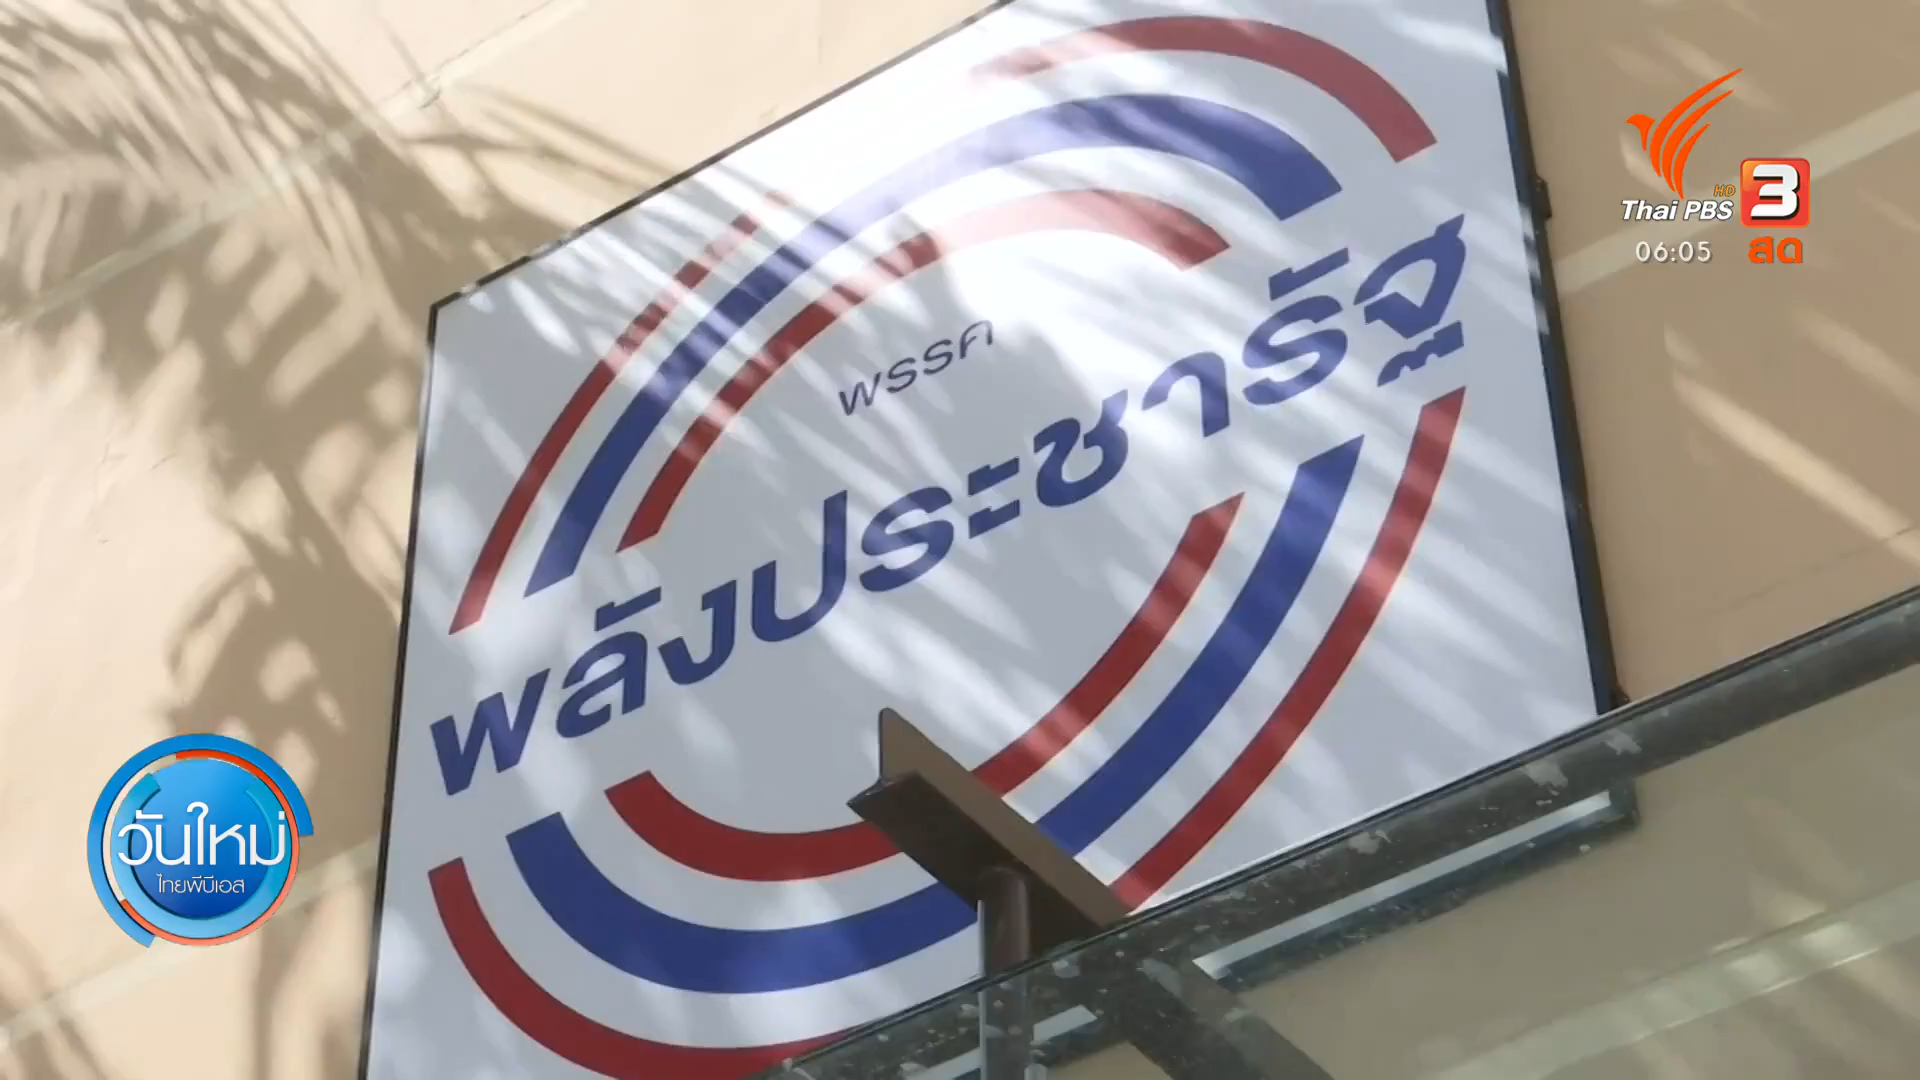 พรรค
พลังประชารัฐ
HD
Thai PBS 3
06:05 สด
วันใหม่
ไทยพีบีเอส